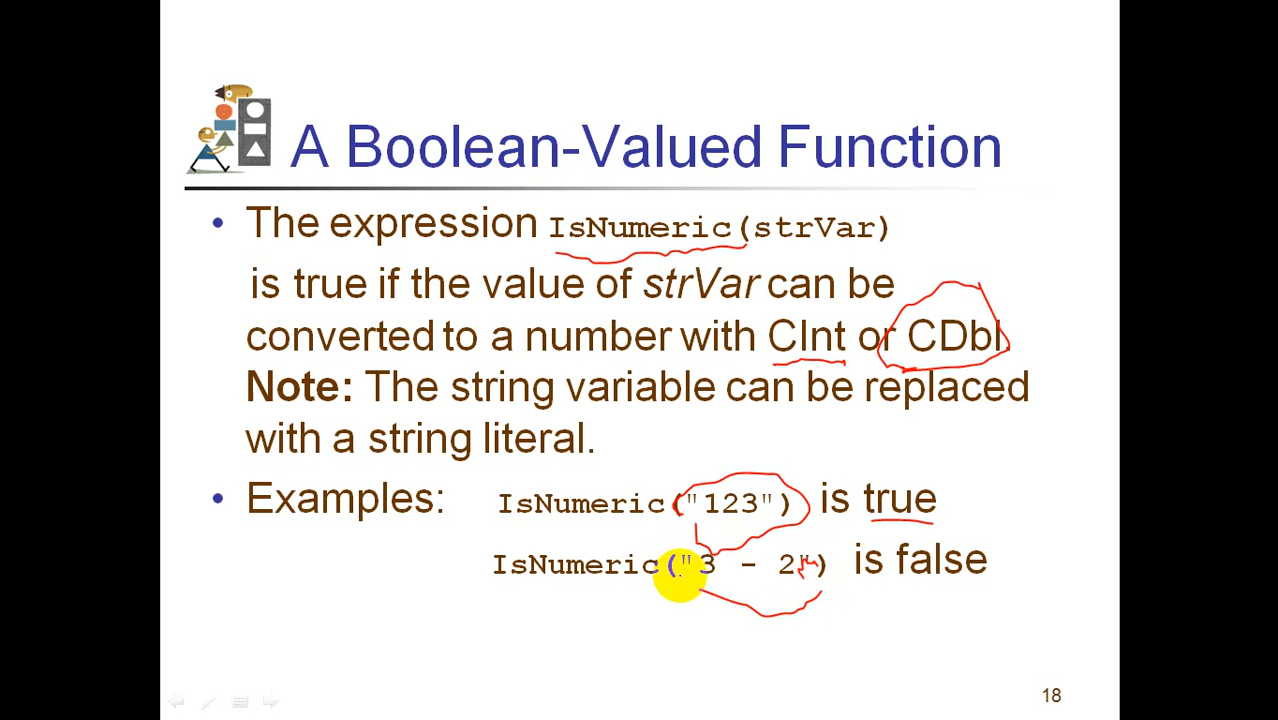 A Boolean-Valued Function
• The expression IsNumeric(strVar)
is true if the value of strVar can be
converted to a number with CInt or CDbl.
Note: The string variable can be replaced
with a string literal.
• Examples: IsNumeric("123") is true
IsNumeric("3 - 2") is false
18